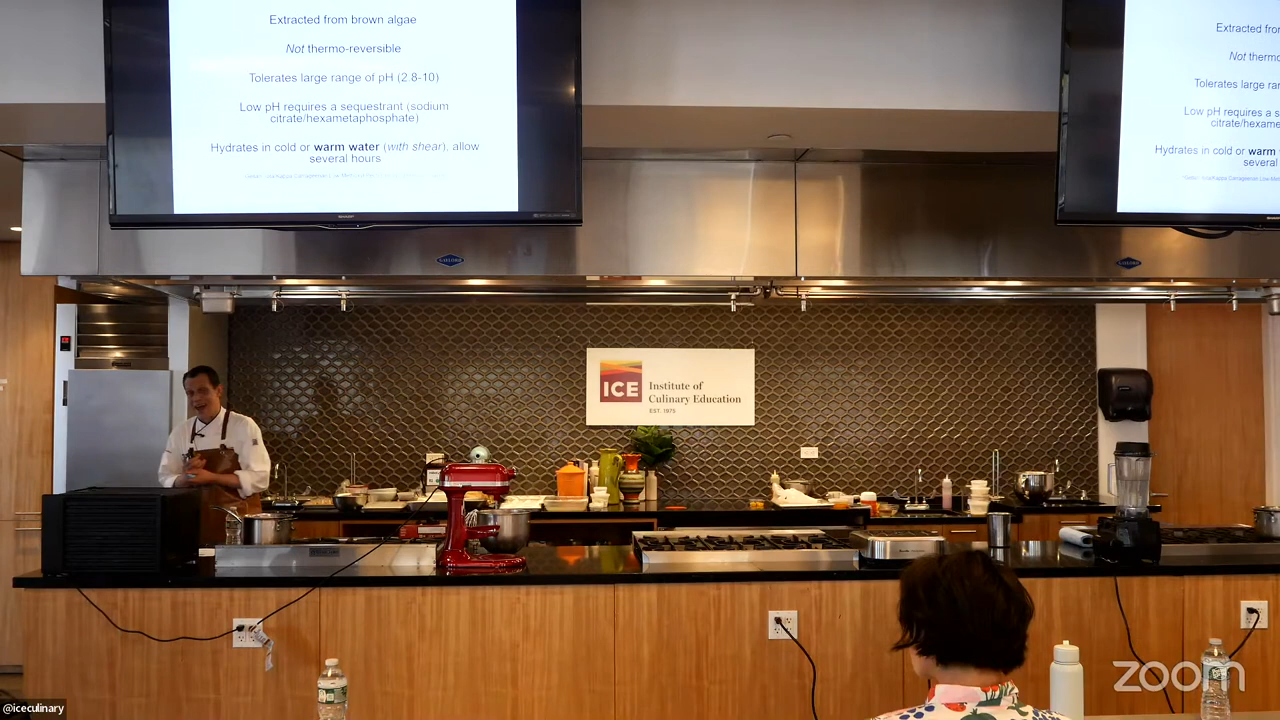 Extracted from brown algae
Not thermo-reversible
Tolerates large range of pH (2.8-10)
Low pH requires a sequestrant (sodium
citrate/hexametaphosphate)
Hydrates in cold or warm water (with shear), allow
several hours
SHARP
Extracted from
Not thermo
Tolerates large ra
Low pH requires a s
citrate/hexame
Hydrates in cold or warm
several
ICE
Institute of
Culinary Education
EST. 1975
zoom
@iceculinary